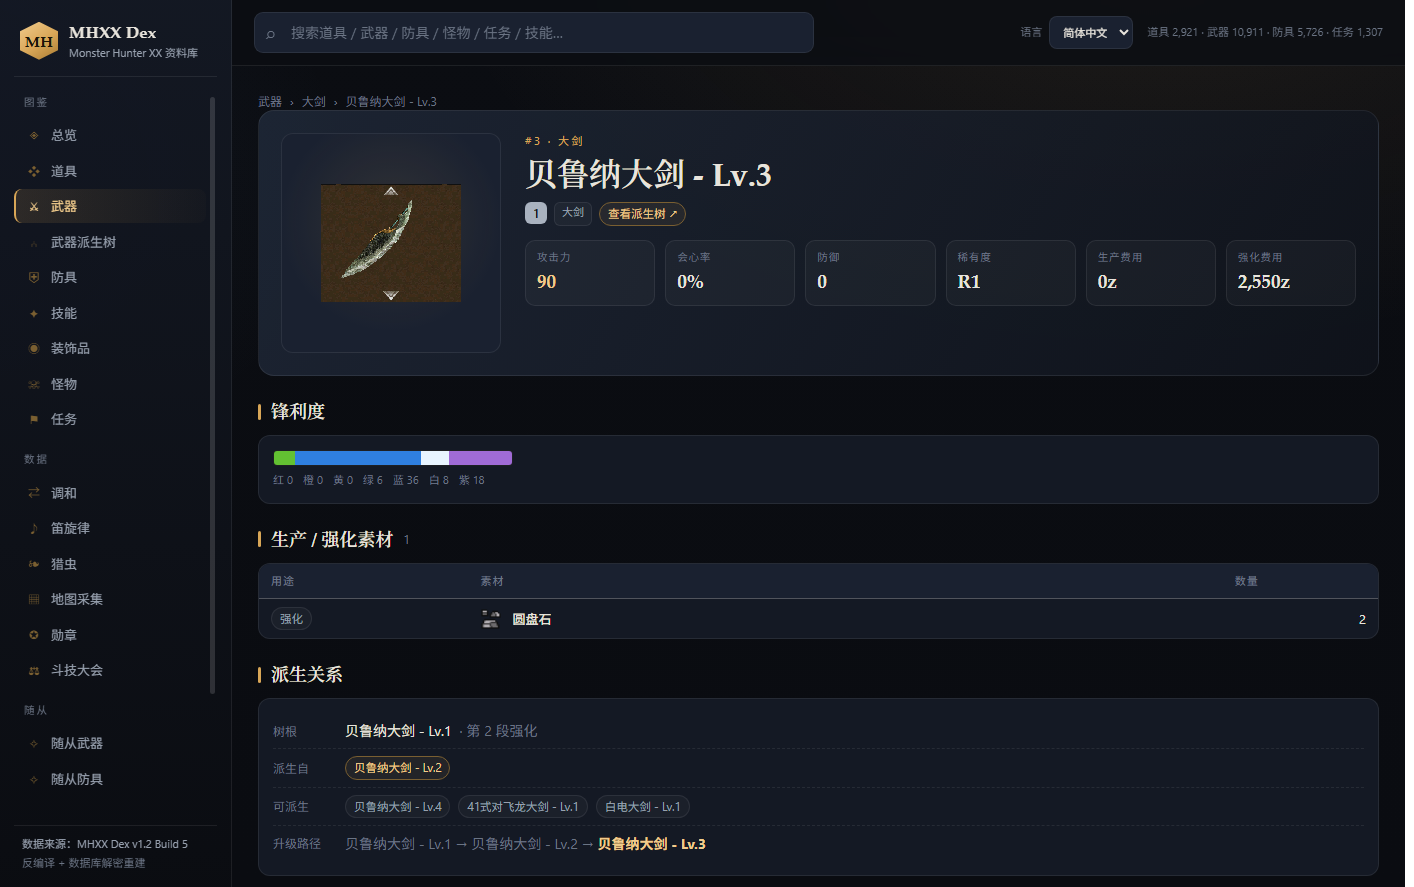 MH
MHXX Dex
Monster Hunter XX 资料库
搜索道具 / 武器 / 防具 / 怪物 / 任务 / 技能...
语言
简体中文
道具 2,921 · 武器 10,911 · 防具 5,726 · 任务 1,307
图鉴
总览
道具
武器
武器派生树
防具
技能
装饰品
怪物
任务
数据
调和
笛旋律
猎虫
地图采集
勋章
斗技大会
随从
随从武器
随从防具
数据来源：MHXX Dex v1.2 Build 5
反编译 + 数据库解密重建
武器 › 大剑 › 贝鲁纳大剑 - Lv.3
#3 · 大剑
贝鲁纳大剑 - Lv.3
1 大剑 查看派生树 ↗
攻击力 会心率 防御 稀有度 生产费用 强化费用
90 0% 0 R1 0z 2,550z
锋利度
红 0 橙 0 黄 0 绿 6 蓝 36 白 8 紫 18
生产 / 强化素材 1
用途 素材 数量
强化 圆盘石 2
派生关系
树根 贝鲁纳大剑 - Lv.1 · 第 2 段强化
派生自 贝鲁纳大剑 - Lv.2
可派生 贝鲁纳大剑 - Lv.4 41式对飞龙大剑 - Lv.1 白电大剑 - Lv.1
升级路径 贝鲁纳大剑 - Lv.1 → 贝鲁纳大剑 - Lv.2 → 贝鲁纳大剑 - Lv.3